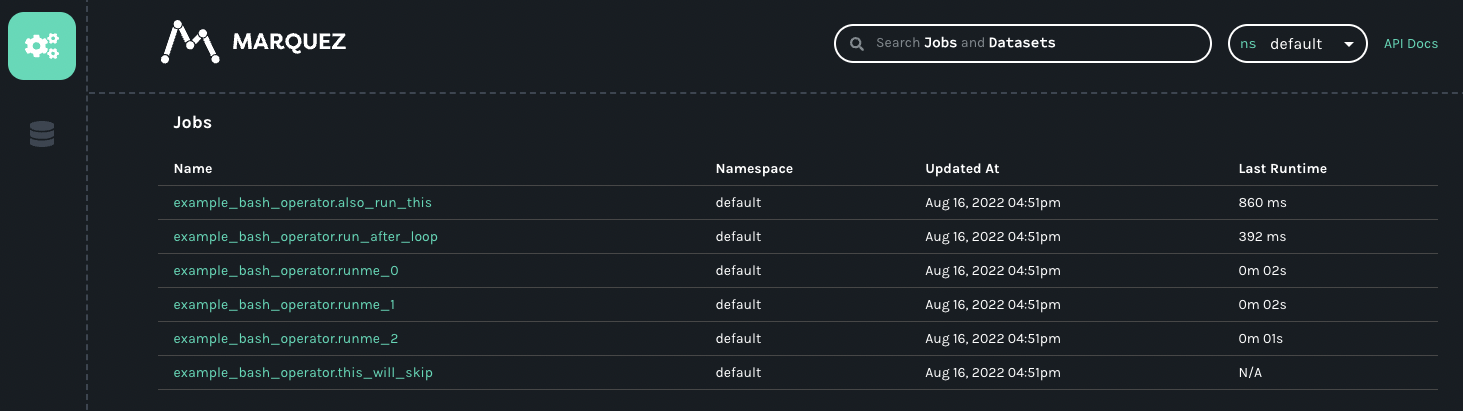 MARQUEZ
Search Jobs and Datasets
ns default
API Docs
Jobs
Name Namespace Updated At Last Runtime
example_bash_operator.also_run_this default Aug 16, 2022 04:51pm 860 ms
example_bash_operator.run_after_loop default Aug 16, 2022 04:51pm 392 ms
example_bash_operator.runme_0 default Aug 16, 2022 04:51pm 0m 02s
example_bash_operator.runme_1 default Aug 16, 2022 04:51pm 0m 02s
example_bash_operator.runme_2 default Aug 16, 2022 04:51pm 0m 01s
example_bash_operator.this_will_skip default Aug 16, 2022 04:51pm N/A